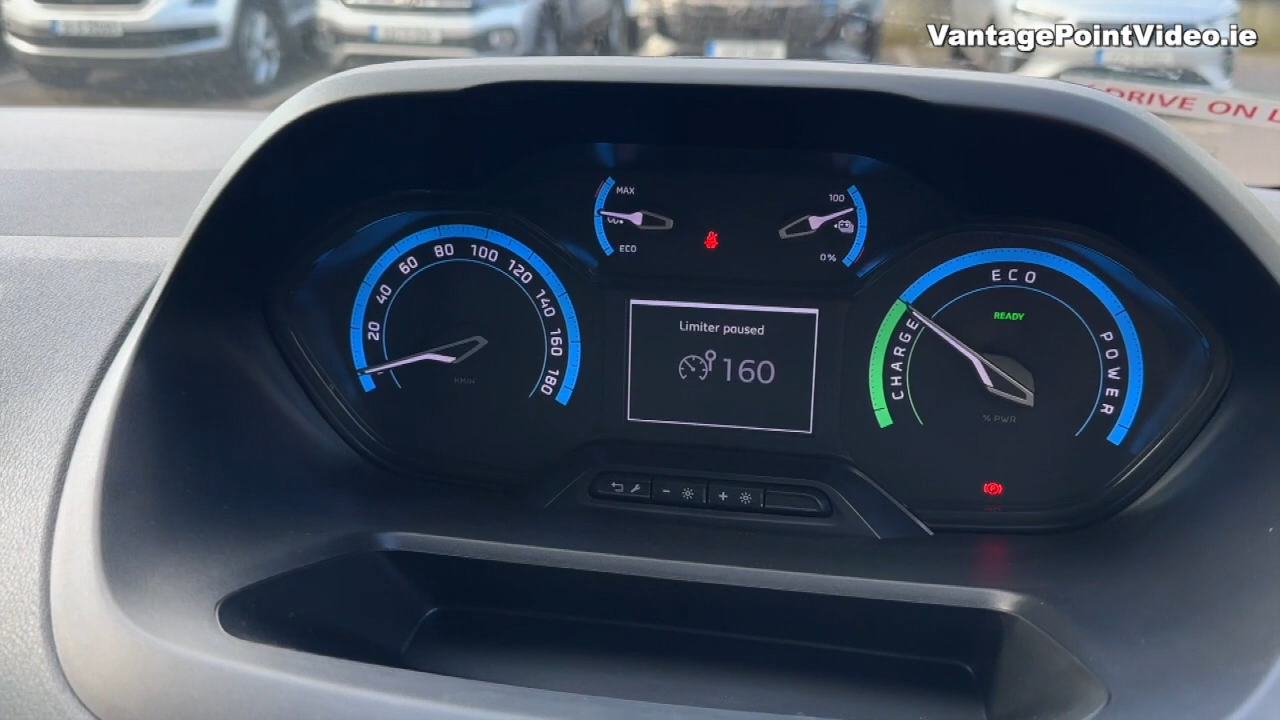 VantagePointVideo.ie
DRIVE ON L
MAX
ECO
100
0%
20
40
60
80
100
120
140
160
180
KM/H
Limiter paused
160
CHARGE
ECO
POWER
READY
% PWR
- +